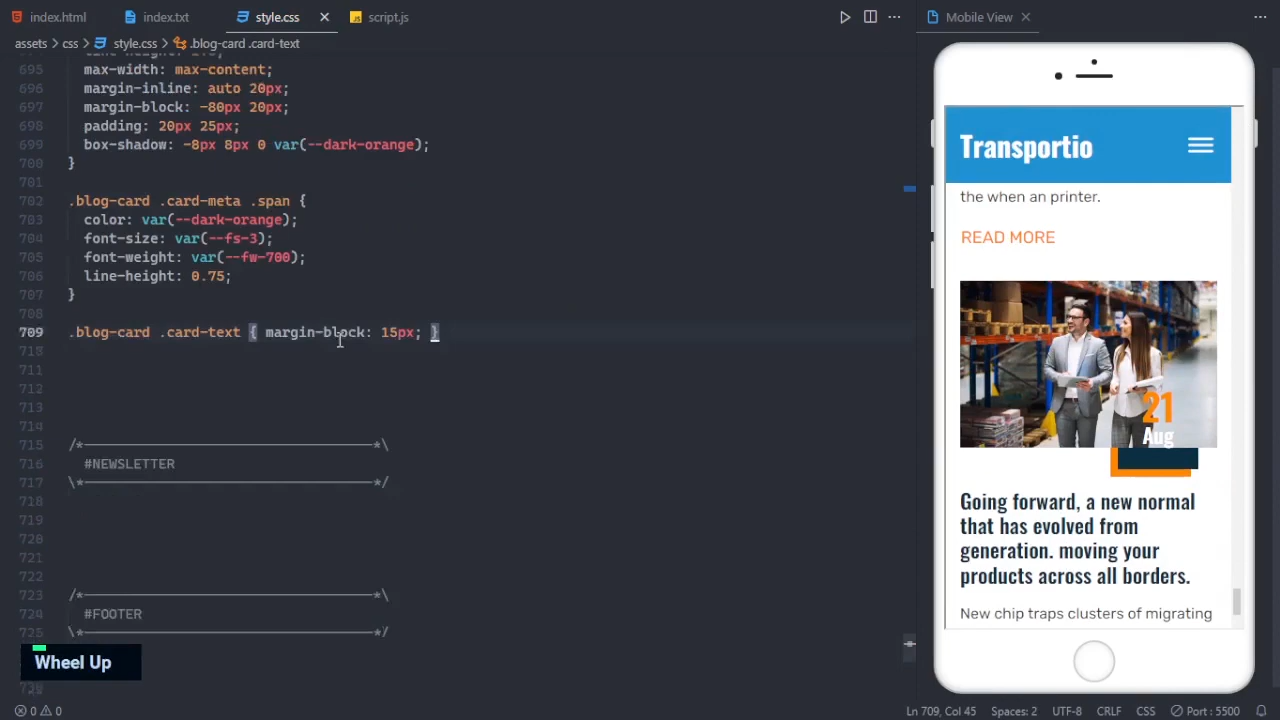 index.html index.txt style.css script.js Mobile View
assets > css > style.css > .blog-card .card-text
695 max-width: max-content;
696 margin-inline: auto 20px;
697 margin-block: -80px 20px;
698 padding: 20px 25px;
699 box-shadow: -8px 8px 0 var(--dark-orange);
700 }
701
702 .blog-card .card-meta .span {
703 color: var(--dark-orange);
704 font-size: var(--fs-3);
705 font-weight: var(--fw-700);
706 line-height: 0.75;
707 }
708
709 .blog-card .card-text { margin-block: 15px; }
710
711
712
713
714
715 /*-----------------------------------*\
716 #NEWSLETTER
717 \*-----------------------------------*/
718
719
720
721
722
723 /*-----------------------------------*\
724 #FOOTER
725 \*-----------------------------------*/
Wheel Up
Transportio
the when an printer.
READ MORE
21
Aug
Going forward, a new normal
that has evolved from
generation. moving your
products across all borders.
New chip traps clusters of migrating
0 0 Ln 709, Col 45 Spaces: 2 UTF-8 CRLF CSS Port : 5500